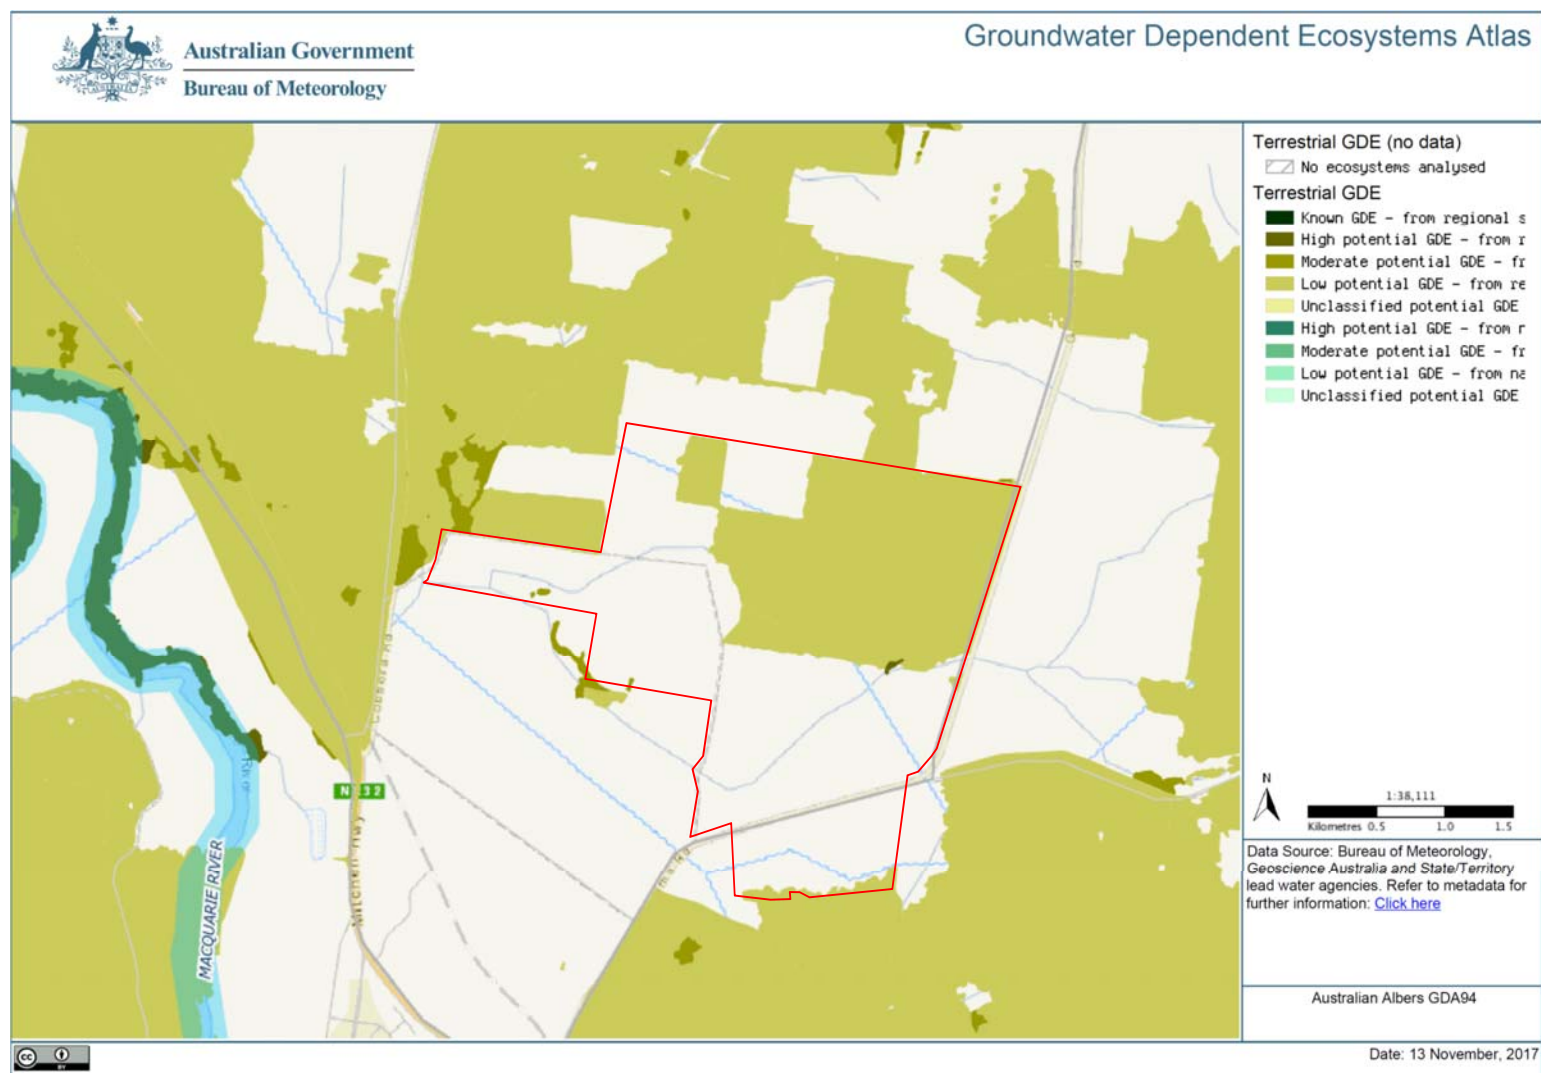 Australian Government
Bureau of Meteorology
Groundwater Dependent Ecosystems Atlas
Terrestrial GDE (no data)
No ecosystems analysed
Terrestrial GDE
Known GDE - from regional s
High potential GDE - from r
Moderate potential GDE - fr
Low potential GDE - from re
Unclassified potential GDE
High potential GDE - from n
Moderate potential GDE - fr
Low potential GDE - from na
Unclassified potential GDE
Cobbora Rd
River
Mitchell Hwy
MACQUARIE RIVER
N
1:38,111
Kilometres 0.5 1.0 1.5
Data Source: Bureau of Meteorology,
Geoscience Australia and State/Territory
lead water agencies. Refer to metadata for
further information: Click here
Australian Albers GDA94
cc
BY
Date: 13 November, 2017